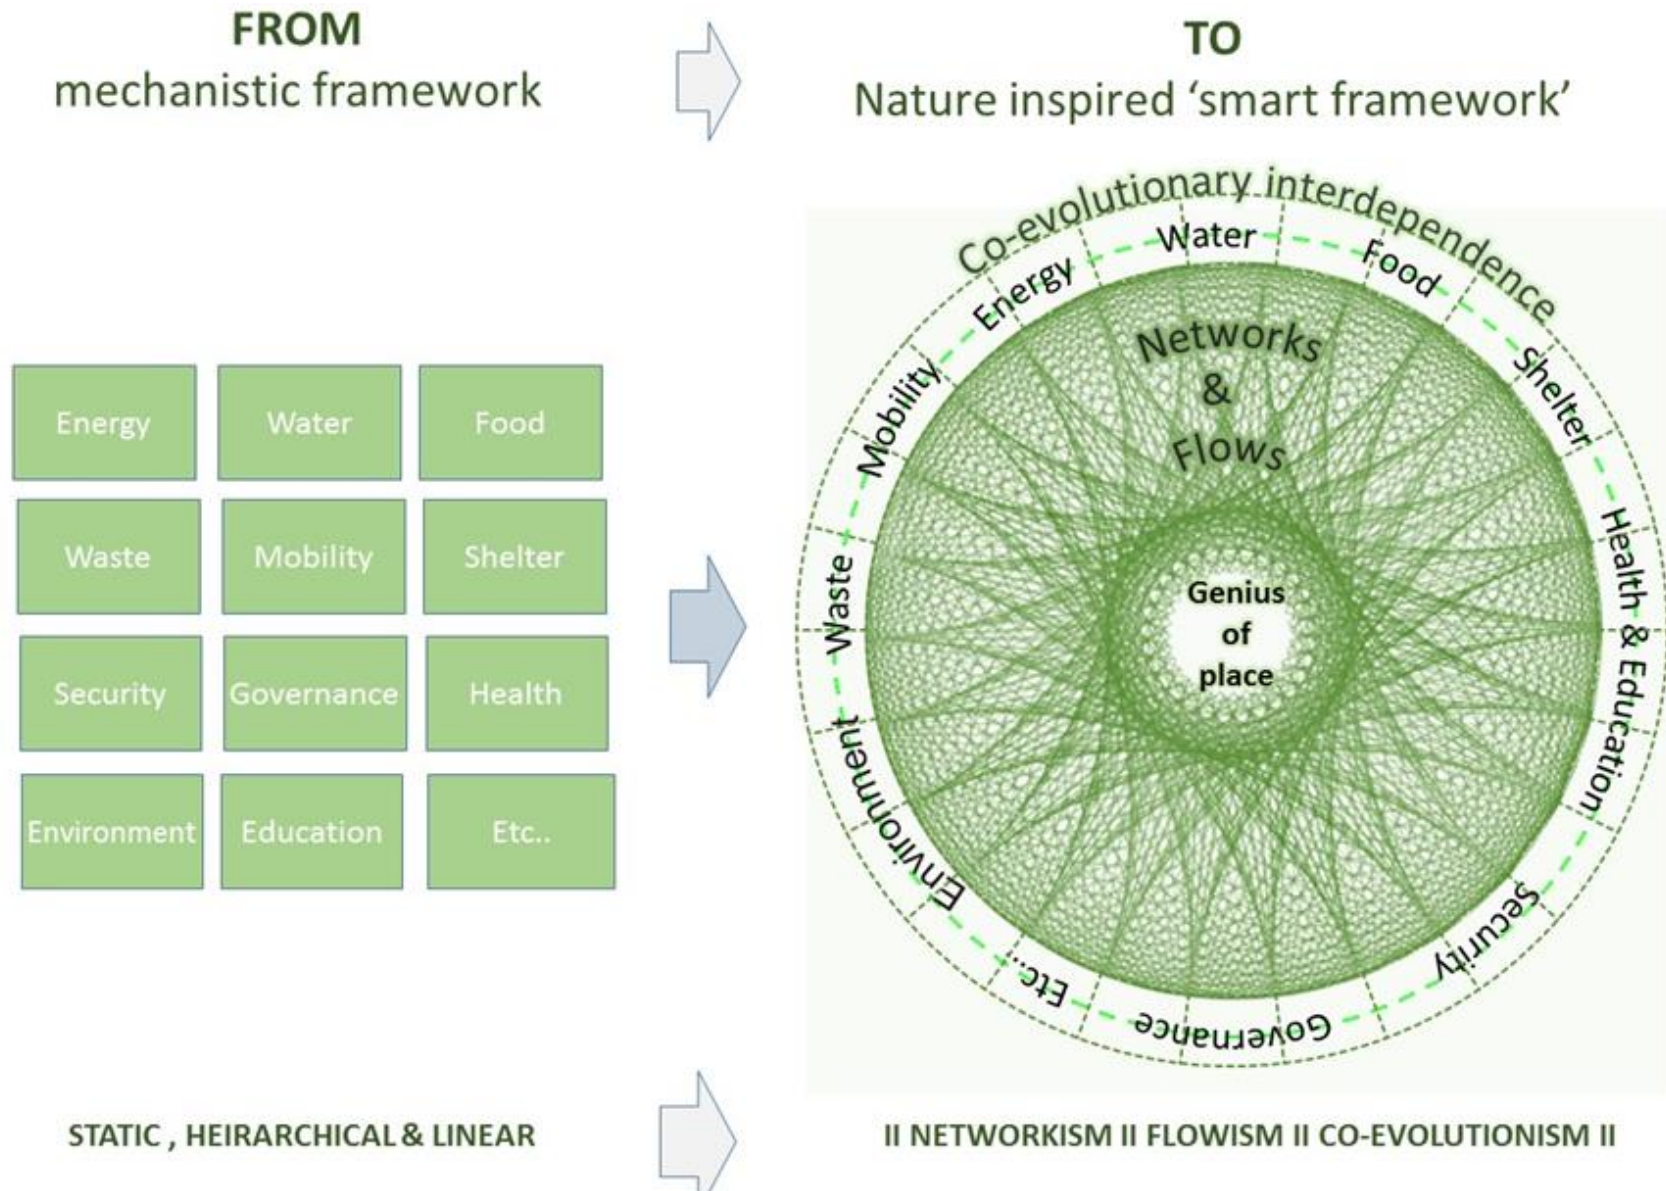 FROM
mechanistic framework
TO
Nature inspired ‘smart framework’
Energy
Water
Food
Waste
Mobility
Shelter
Security
Governance
Health
Environment
Education
Etc..
Co-evolutionary interdependence
Water
Food
Shelter
Health & Education
Security
Governance
Etc..
Environment
Waste
Mobility
Energy
Networks
&
Flows
Genius
of
place
STATIC , HEIRARCHICAL & LINEAR
II NETWORKISM II FLOWISM II CO-EVOLUTIONISM II